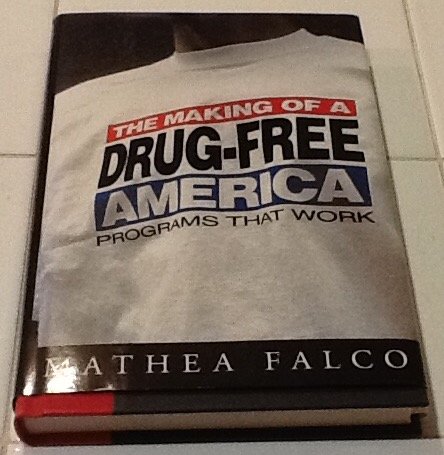 THE MAKING OF A
DRUG-FREE
AMERICA
PROGRAMS THAT WORK
MATHEA FALCO